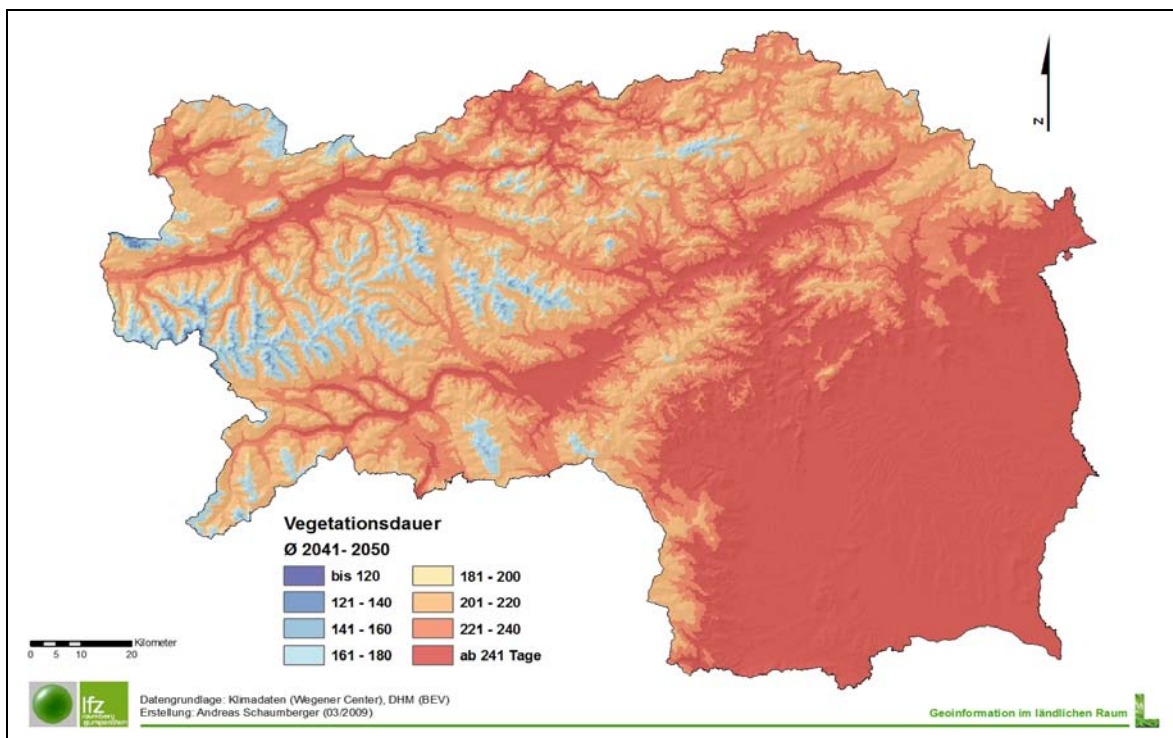 Z
Vegetationsdauer
Ø 2041- 2050
bis 120
121 - 140
141 - 160
161 - 180
181 - 200
201 - 220
221 - 240
ab 241 Tage
Kilometer
0 5 10 20
lfz
raumberg
gumpenstein
Datengrundlage: Klimadaten (Wegener Center), DHM (BEV)
Erstellung: Andreas Schaumberger (03/2009)
Geoinformation im ländlichen Raum
L